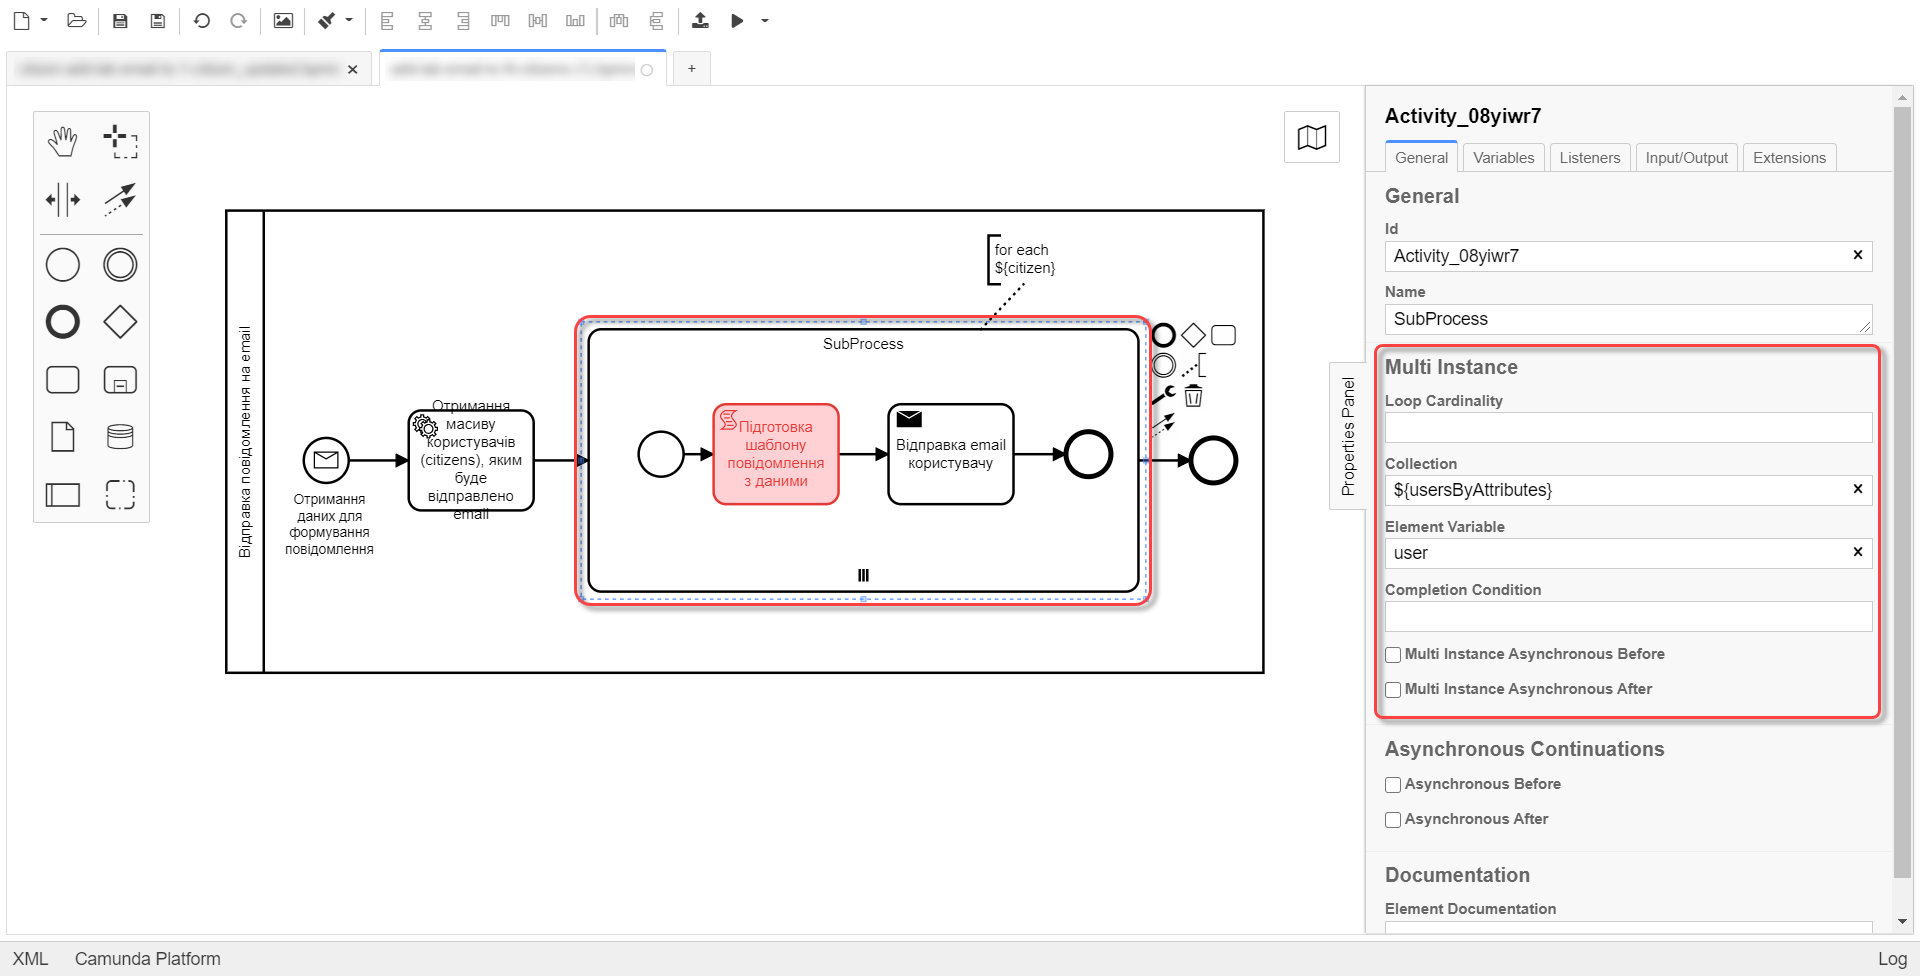 +
Відправка повідомлення на email
Отримання
даних для
формування
повідомлення
Отримання
масиву
користувачів
(citizens), яким
буде
відправлено
email
for each
${citizen}
SubProcess
Підготовка
шаблону
повідомлення
з даними
Відправка email
користувачу
Properties Panel
Activity_08yiwr7
General Variables Listeners Input/Output Extensions
General
Id
Activity_08yiwr7
Name
SubProcess
Multi Instance
Loop Cardinality
Collection
${usersByAttributes}
Element Variable
user
Completion Condition
Multi Instance Asynchronous Before
Multi Instance Asynchronous After
Asynchronous Continuations
Asynchronous Before
Asynchronous After
Documentation
Element Documentation
XML Camunda Platform Log